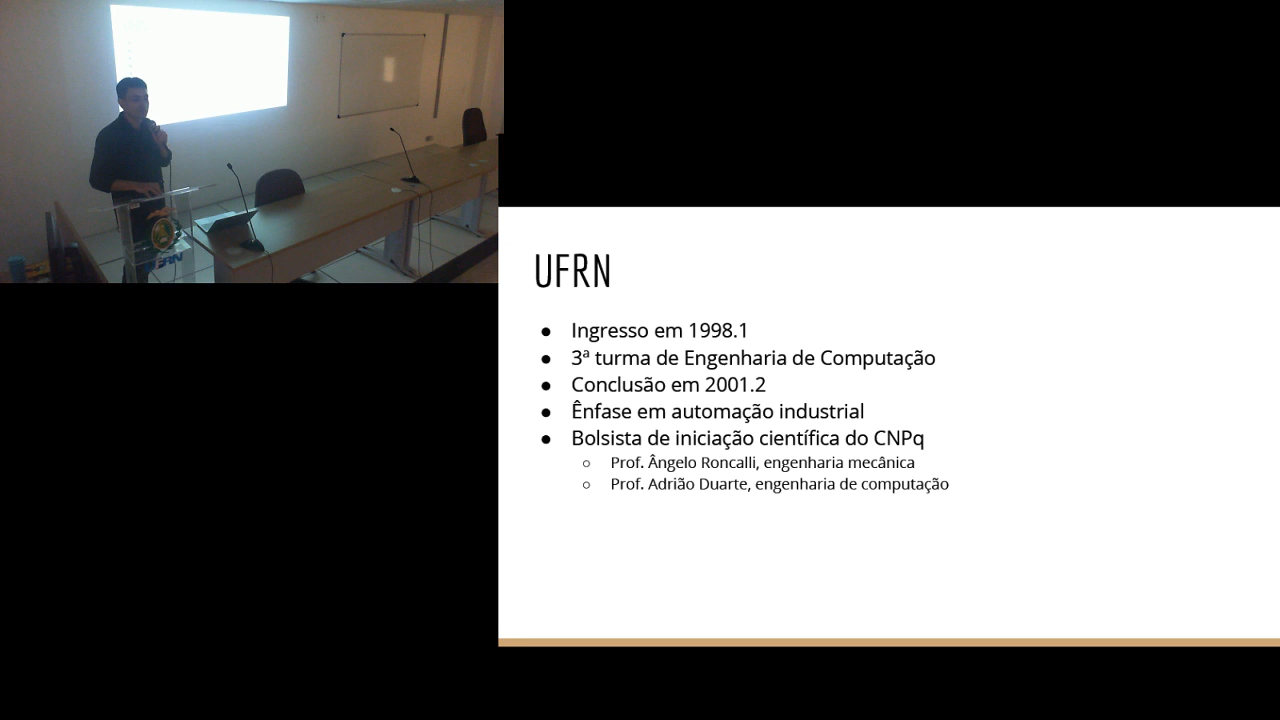 UFRN
● Ingresso em 1998.1
● 3ª turma de Engenharia de Computação
● Conclusão em 2001.2
● Ênfase em automação industrial
● Bolsista de iniciação científica do CNPq
○ Prof. Ângelo Roncalli, engenharia mecânica
○ Prof. Adrião Duarte, engenharia de computação